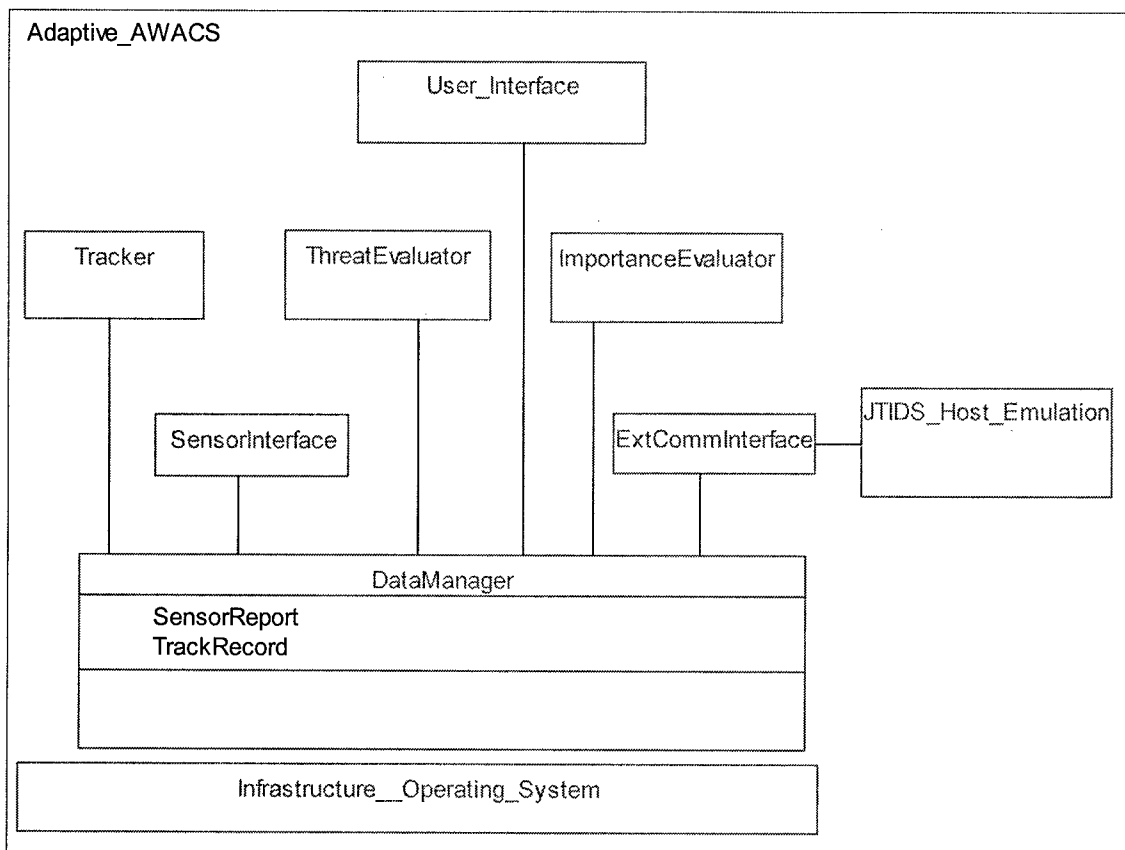 Adaptive_AWACS
User_Interface
Tracker
ThreatEvaluator
ImportanceEvaluator
SensorInterface
ExtCommInterface
JTIDS_Host_Emulation
DataManager
SensorReport
TrackRecord
Infrastructure__Operating_System